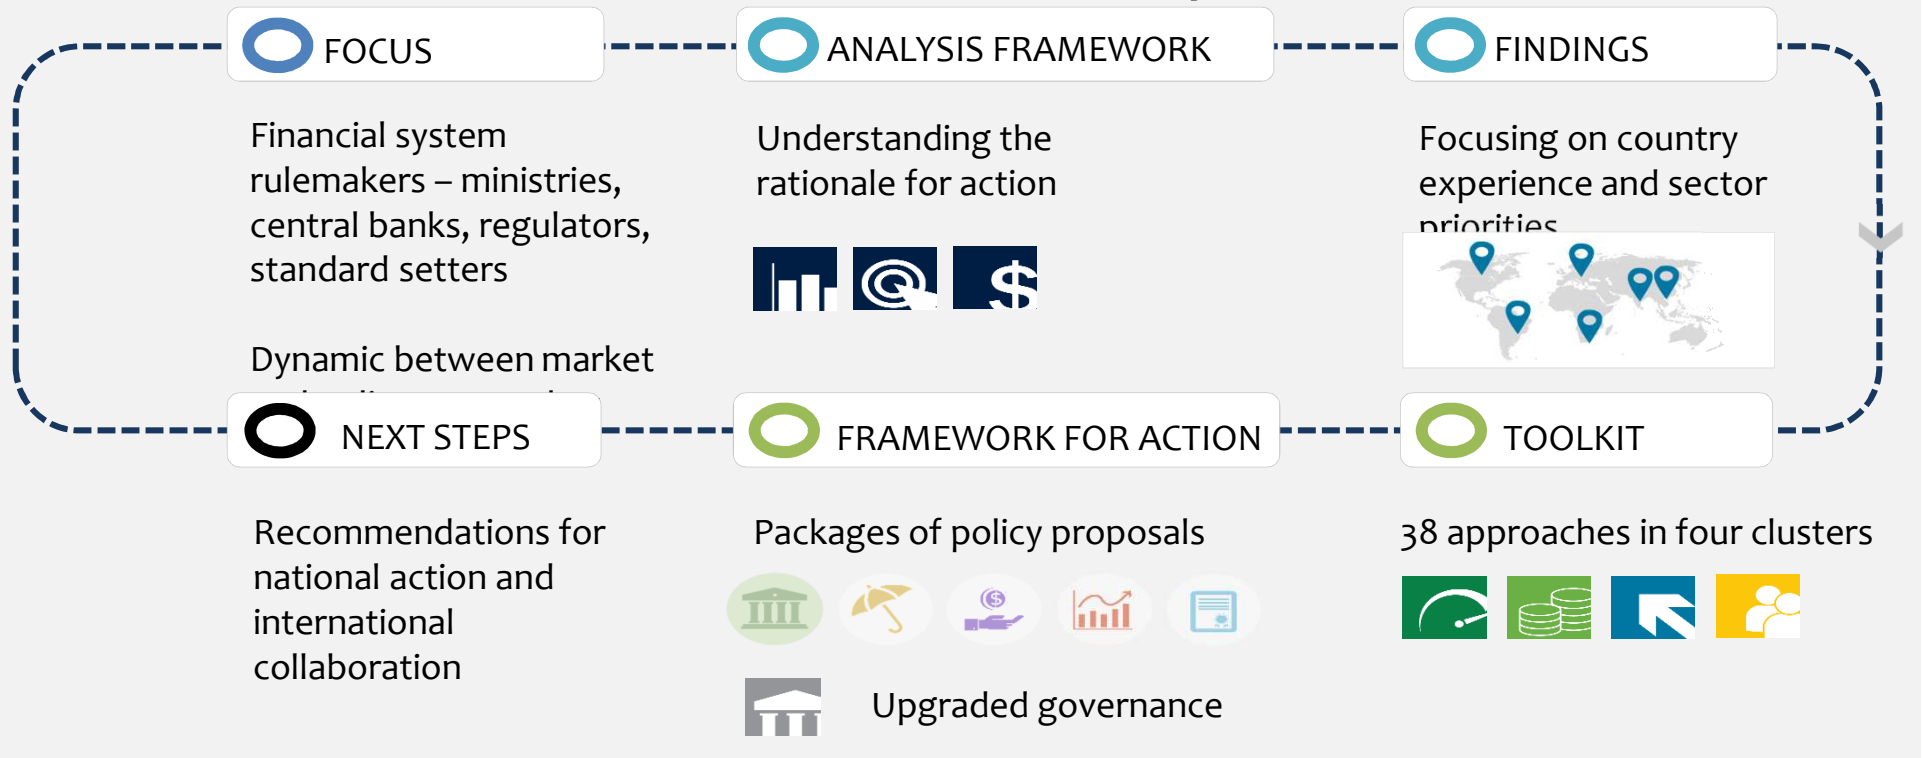 FOCUS
Financial system
rulemakers – ministries,
central banks, regulators,
standard setters
Dynamic between market
ANALYSIS FRAMEWORK
Understanding the
rationale for action
FINDINGS
Focusing on country
experience and sector
priorities
NEXT STEPS
Recommendations for
national action and
international
collaboration
FRAMEWORK FOR ACTION
Packages of policy proposals
Upgraded governance
TOOLKIT
38 approaches in four clusters